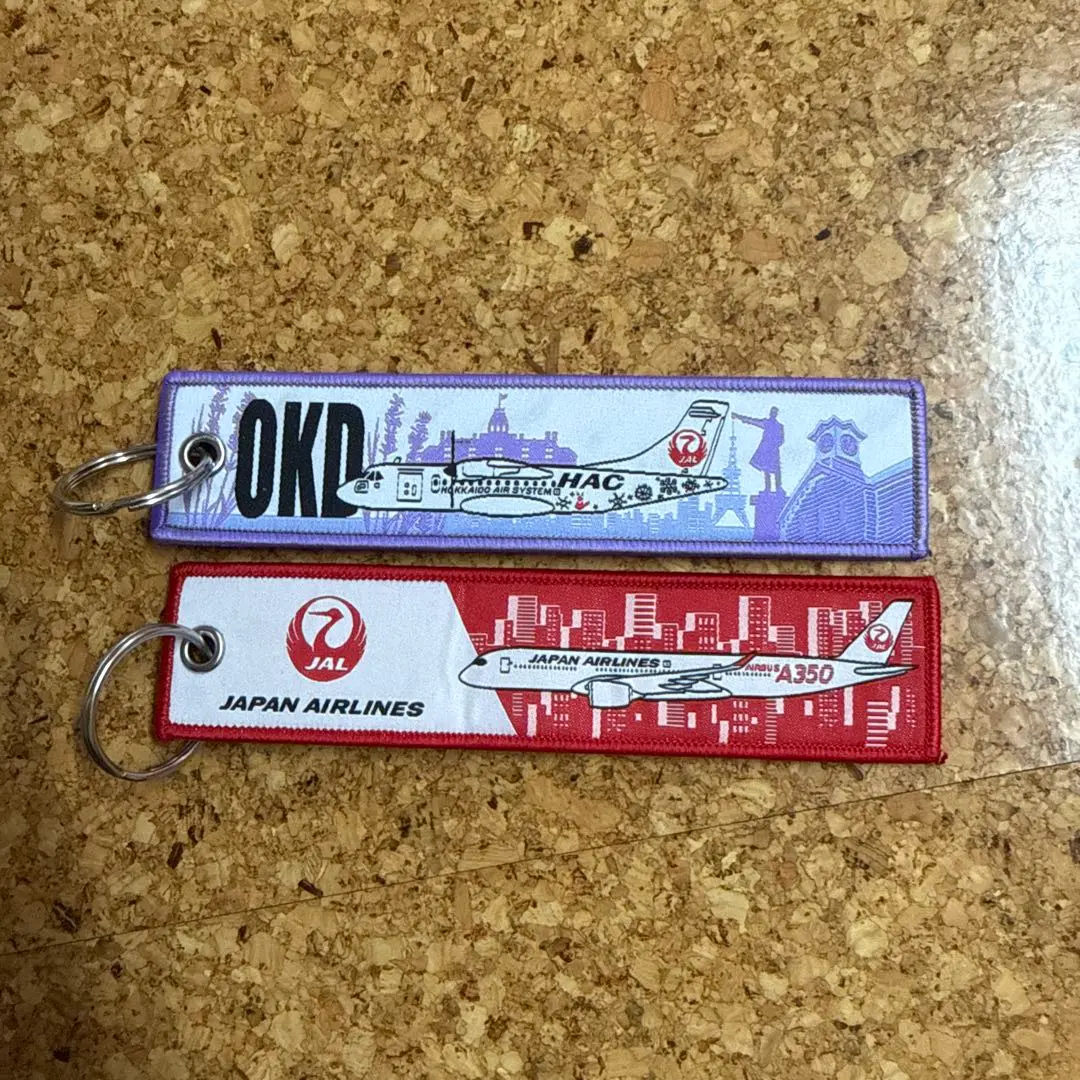 OKD
HAC
HOKKAIDO AIR SYSTEM
JAL
JAL
JAPAN AIRLINES
JAPAN AIRLINES
AIRBUS A350
JAL